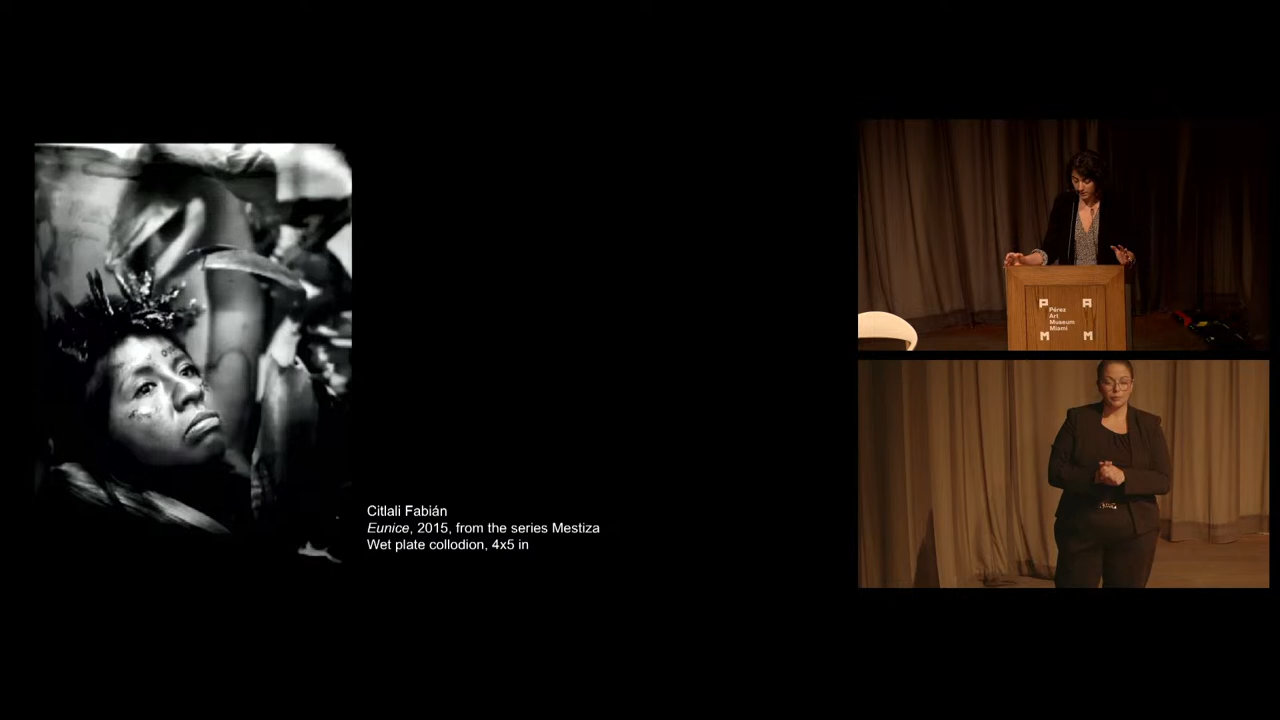 Citlali Fabián
Eunice, 2015, from the series Mestiza
Wet plate collodion, 4x5 in
P A
Pérez
Art
Museum
Miami
M M